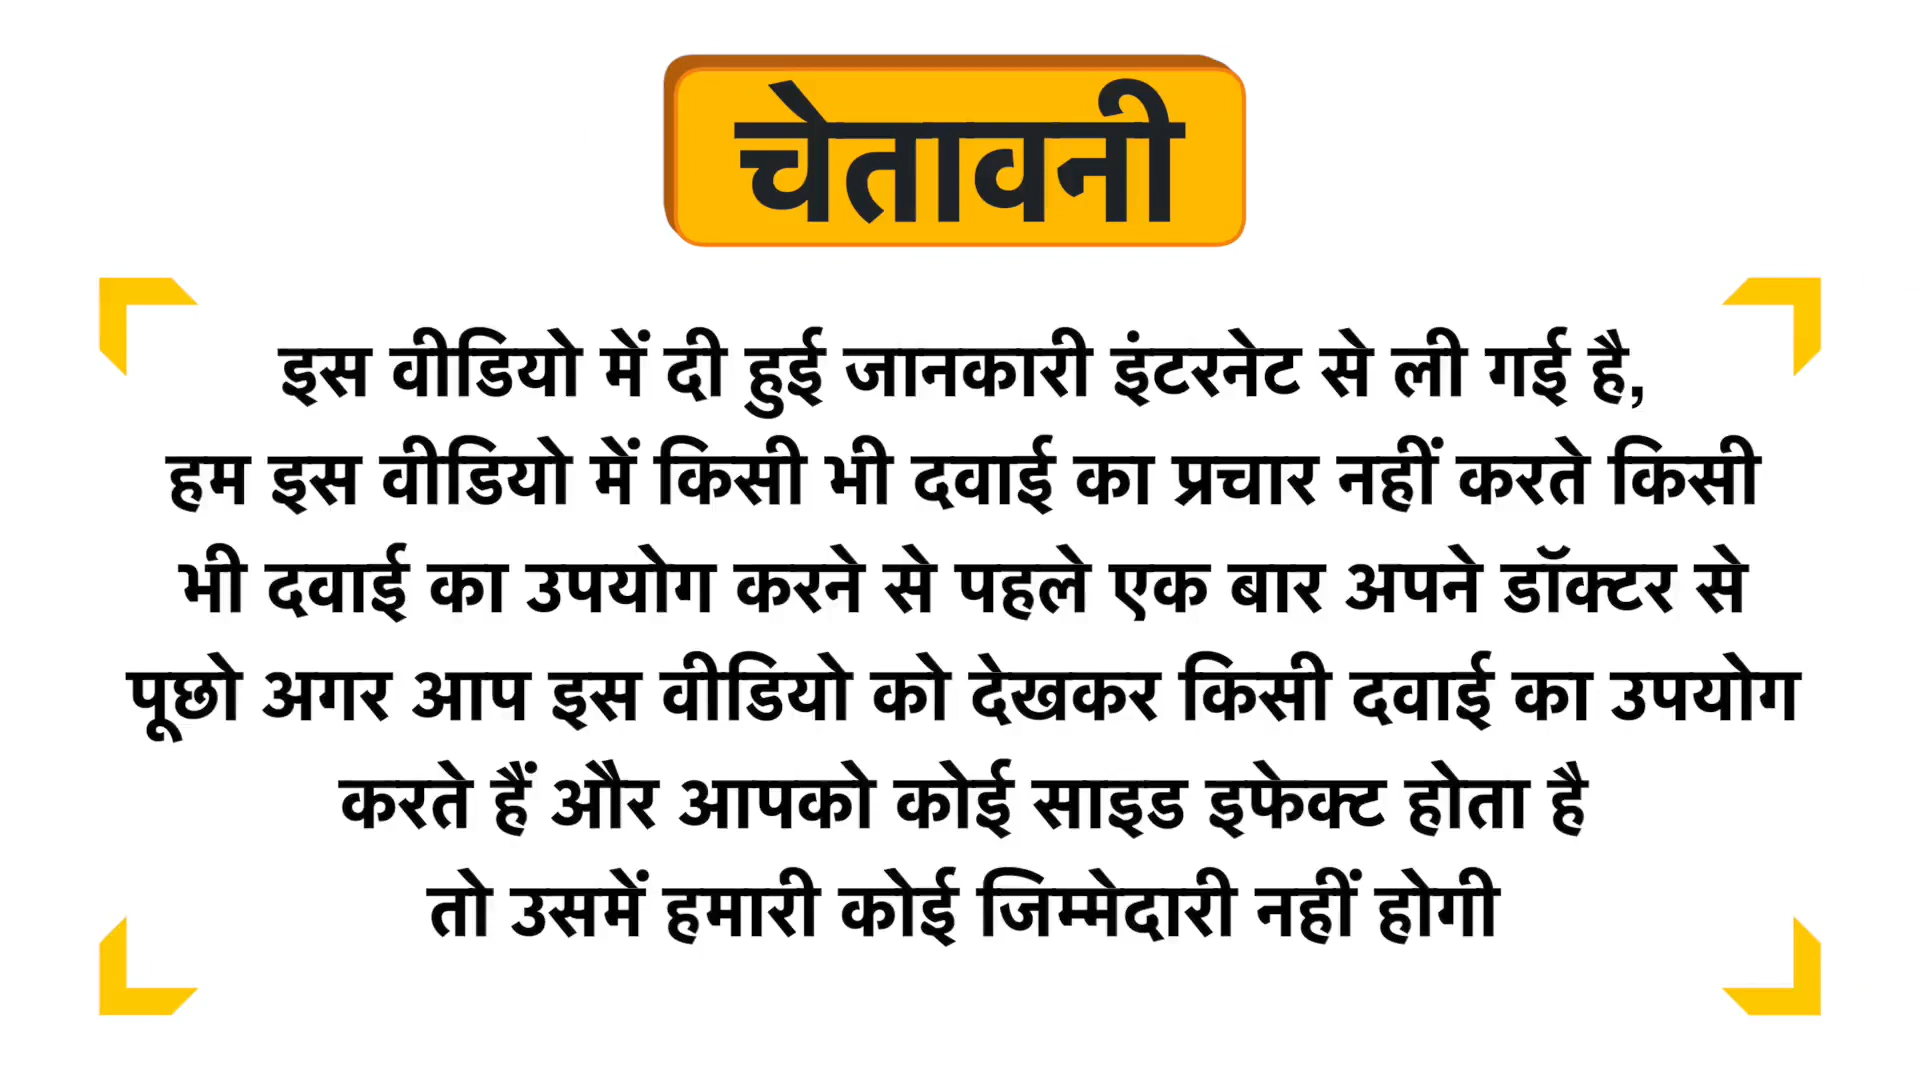 चेतावनी
इस वीडियो में दी हुई जानकारी इंटरनेट से ली गई है,
हम इस वीडियो में किसी भी दवाई का प्रचार नहीं करते किसी
भी दवाई का उपयोग करने से पहले एक बार अपने डॉक्टर से
पूछो अगर आप इस वीडियो को देखकर किसी दवाई का उपयोग
करते हैं और आपको कोई साइड इफेक्ट होता है
तो उसमें हमारी कोई जिम्मेदारी नहीं होगी